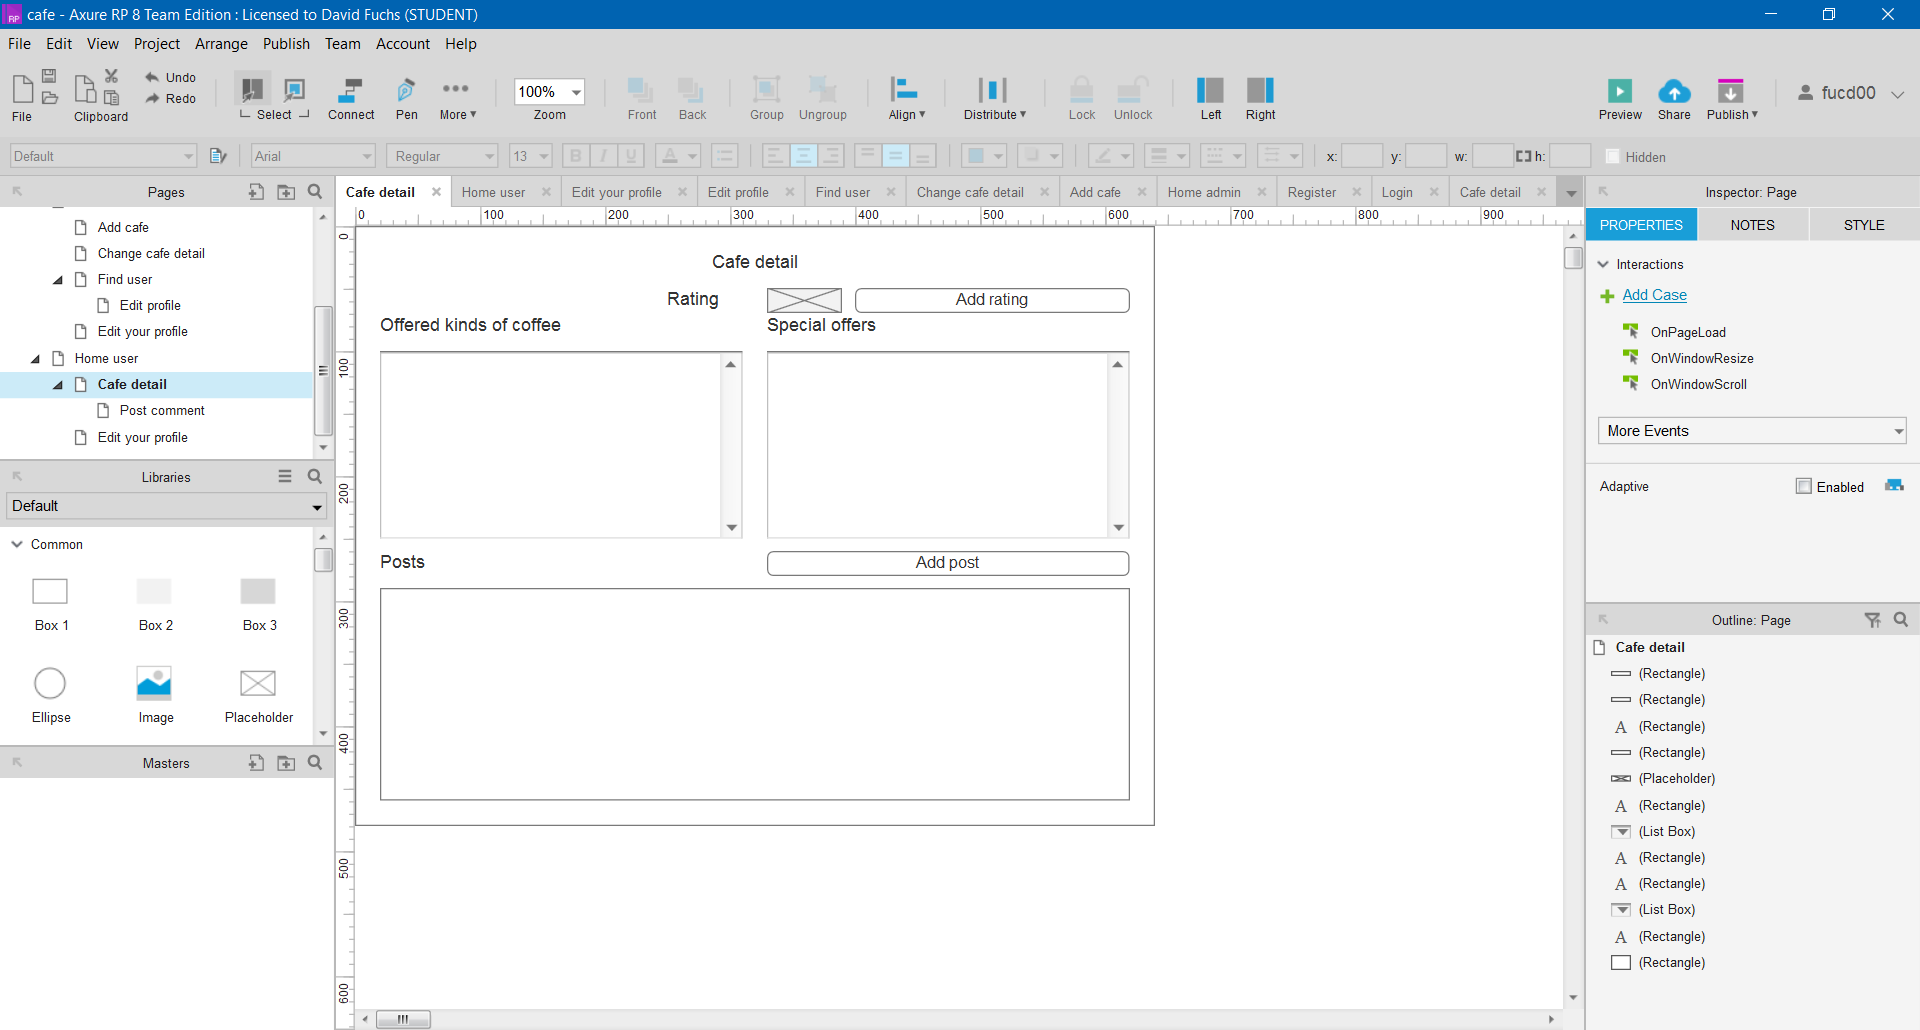 cafe - Axure RP 8 Team Edition : Licensed to David Fuchs (STUDENT)
File Edit View Project Arrange Publish Team Account Help
Undo
Redo
100%
fucd00
File Clipboard Select Connect Pen More Zoom Front Back Group Ungroup Align Distribute Lock Unlock Left Right Preview Share Publish
Default Arial Regular 13 B I U A x: y: w: h: Hidden
Pages
Add cafe
Change cafe detail
Find user
Edit profile
Edit your profile
Home user
Cafe detail
Post comment
Edit your profile
Libraries
Default
Common
Box 1 Box 2 Box 3
Ellipse Image Placeholder
Masters
Cafe detail Home user Edit your profile Edit profile Find user Change cafe detail Add cafe Home admin Register Login Cafe detail
0 100 200 300 400 500 600 700 800 900
0
100
200
300
400
500
600
Cafe detail
Rating Add rating
Offered kinds of coffee Special offers
Posts Add post
Inspector: Page
PROPERTIES NOTES STYLE
Interactions
Add Case
OnPageLoad
OnWindowResize
OnWindowScroll
More Events
Adaptive Enabled
Outline: Page
Cafe detail
(Rectangle)
(Rectangle)
A (Rectangle)
(Rectangle)
(Placeholder)
A (Rectangle)
(List Box)
A (Rectangle)
A (Rectangle)
(List Box)
A (Rectangle)
(Rectangle)